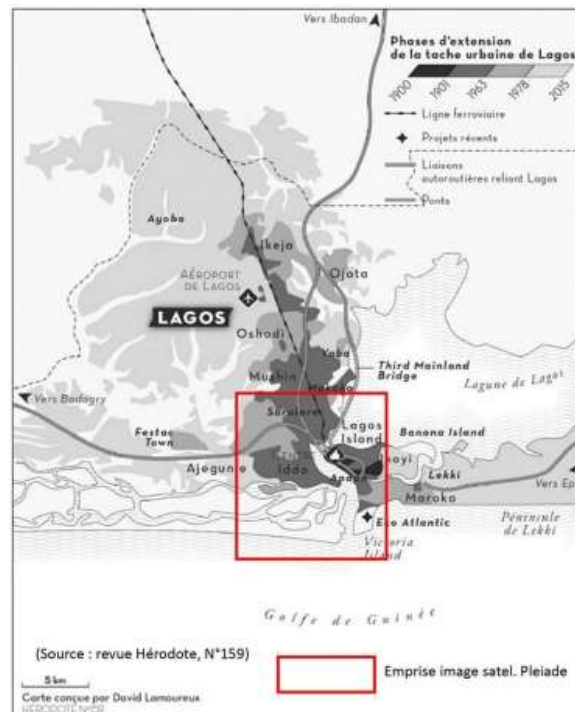 Vers Ibadan
Phases d'extension
de la tache urbaine de Lagos
1900
1901
1963
1978
2015
Ligne ferroviaire
Projets récents
Liaisons
autoroutières reliant Lagos
Ponts
Ayobo
Ikeja
AÉROPORT
DE LAGOS
Ojota
LAGOS
Oshodi
Yaba
Mushin
Makoko
Third Mainland
Bridge
Lagune de Lagos
Vers Badagry
Surulere
Festac
Town
Lagos
Island
Banana Island
Ikoyi
Ajegunle
Iddo
Apapa
Lekki
Maroko
Vers Ep
Eko Atlantic
Victoria
Island
Péninsule
de Lekki
Golfe de Guinée
(Source : revue Hérodote, N°159)
Emprise image satel. Pleiade
5 km
Carte conçue par David Lamoureux